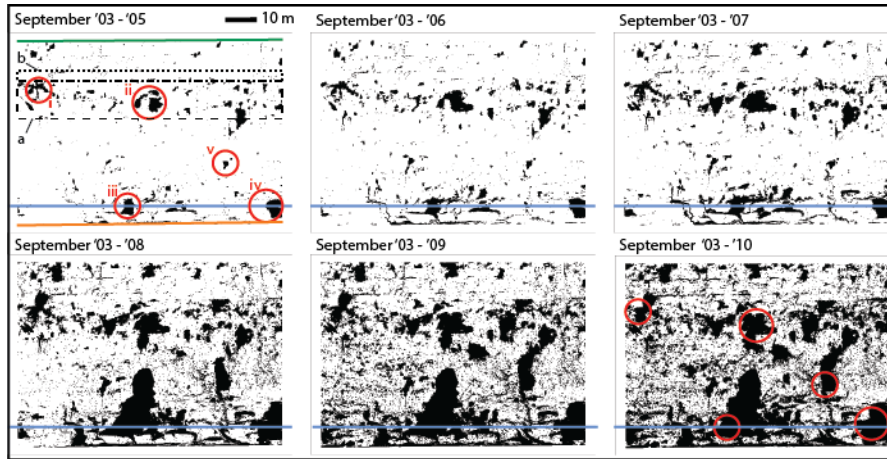 September '03 - '05
10 m
September '03 - '06
September '03 - '07
b
i
ii
a
v
iii
iv
September '03 - '08
September '03 - '09
September '03 - '10